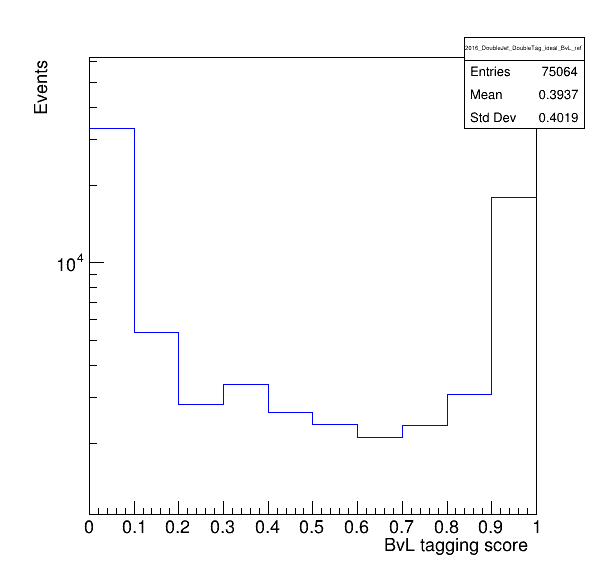 2016_DoubleJet_DoubleTag_ideal_BvL_ref
Entries 75064
Mean 0.3937
Std Dev 0.4019
Events
10^4
0 0.1 0.2 0.3 0.4 0.5 0.6 0.7 0.8 0.9 1
BvL tagging score